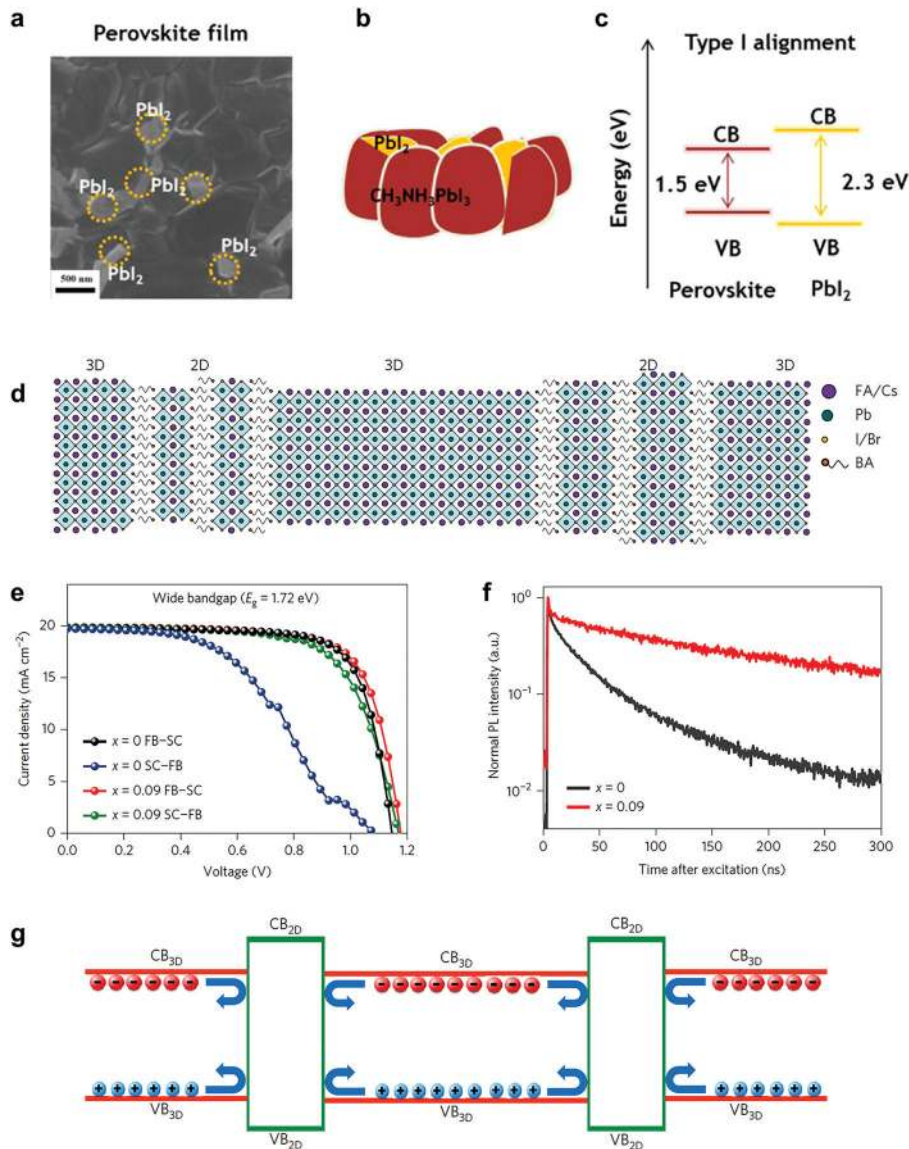 a
Perovskite film
PbI₂
PbI₂
PbI₂
PbI₂
PbI₂
PbI₂
500 nm
b
PbI₂
CH₃NH₃PbI₃
c
Type I alignment
Energy (eV)
CB
CB
1.5 eV
2.3 eV
VB
VB
Perovskite
PbI₂
d
3D
2D
3D
2D
3D
FA/Cs
Pb
I/Br
BA
e
Wide bandgap (E_g = 1.72 eV)
Current density (mA cm⁻²)
20
15
10
5
0
x = 0 FB–SC
x = 0 SC–FB
x = 0.09 FB–SC
x = 0.09 SC–FB
0.0
0.2
0.4
0.6
0.8
1.0
1.2
Voltage (V)
f
Normal PL intensity (a.u.)
10⁰
10⁻¹
10⁻²
x = 0
x = 0.09
0
50
100
150
200
250
300
Time after excitation (ns)
g
CB₂D
CB₂D
CB₃D
CB₃D
CB₃D
VB₃D
VB₃D
VB₃D
VB₂D
VB₂D